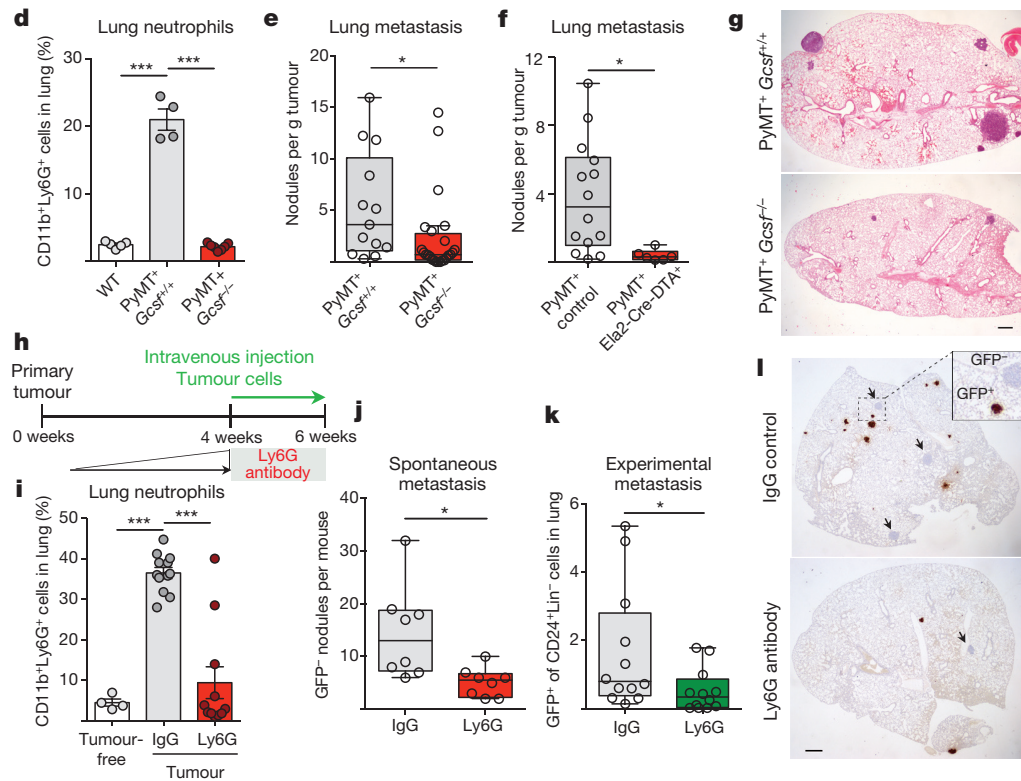 d
Lung neutrophils
CD11b⁺Ly6G⁺ cells in lung (%)
30
20
10
***
***
WT
PyMT⁺
Gcsf⁺/⁺
PyMT+
Gcsf⁻/⁻
e
Lung metastasis
Nodules per g tumour
20
15
10
5
*
PyMT⁺
Gcsf⁺/⁺
PyMT⁺
Gcsf⁻/⁻
f
Lung metastasis
Nodules per g tumour
12
8
4
*
PyMT⁺
control
PyMT⁺
Ela2-Cre-DTA⁺
g
PyMT⁺ Gcsf⁺/⁺
PyMT⁺ Gcsf⁻/⁻
h
Intravenous injection
Tumour cells
Primary
tumour
0 weeks
4 weeks
6 weeks
Ly6G
antibody
i
Lung neutrophils
CD11b⁺Ly6G⁺ cells in lung (%)
50
40
30
20
10
***
***
Tumour-
free
IgG
Ly6G
Tumour
j
Spontaneous
metastasis
GFP⁻ nodules per mouse
40
30
20
10
*
IgG
Ly6G
k
Experimental
metastasis
GFP⁺ of CD24⁺Lin⁻ cells in lung
6
4
2
0
*
IgG
Ly6G
l
GFP⁻
GFP⁺
IgG control
Ly6G antibody